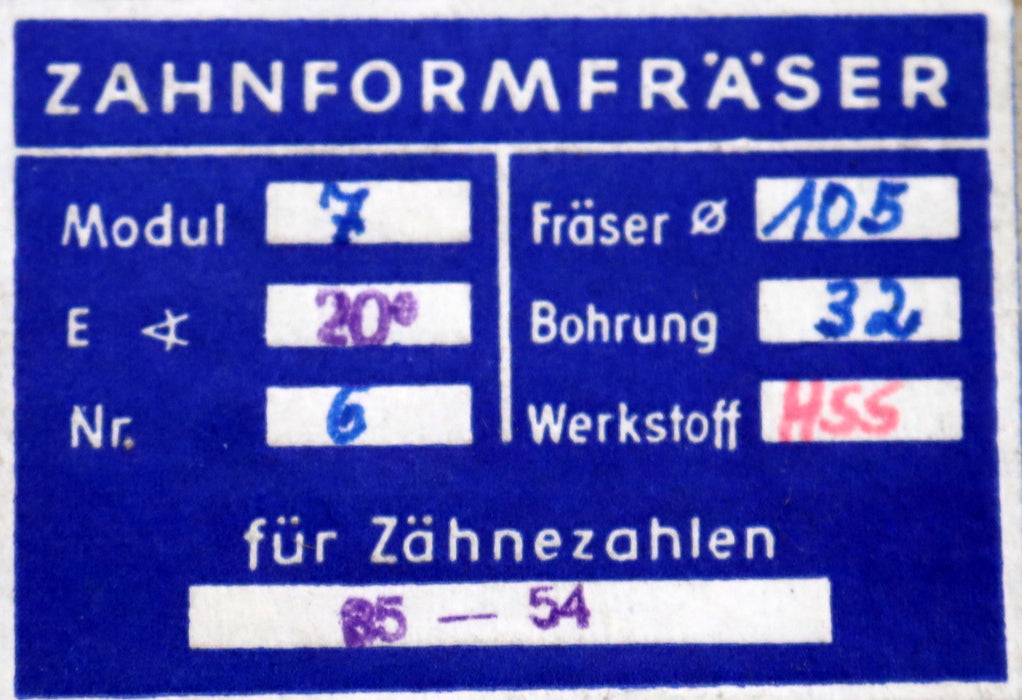 ZAHNFORMFRÄSER
Modul 7
E ∢ 20°
Nr. 6
Fräser Ø 105
Bohrung 32
Werkstoff HSS
für Zähnezahlen
35 — 54